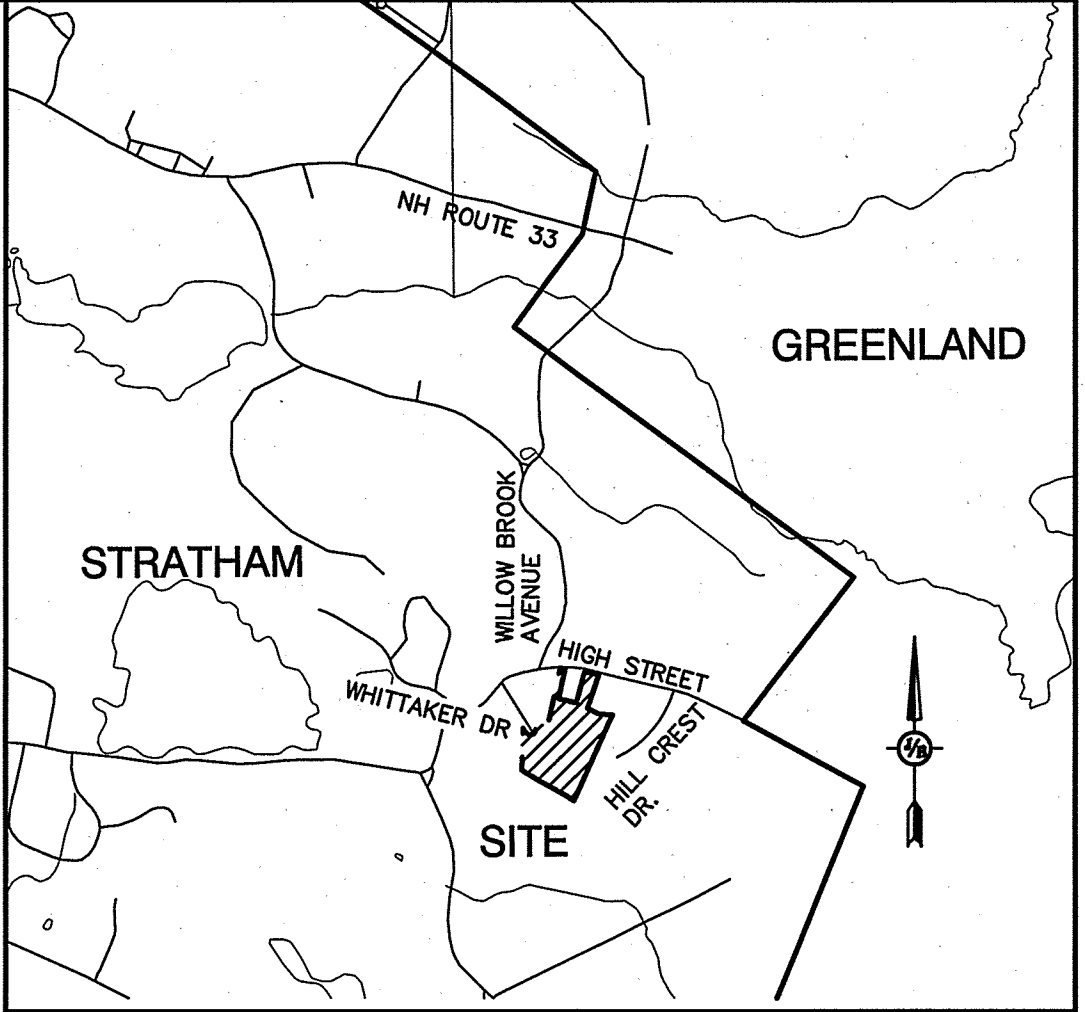 NH ROUTE 33
GREENLAND
WILLOW BROOK
AVENUE
STRATHAM
HIGH STREET
WHITTAKER DR
HILL CREST
DR.
SITE